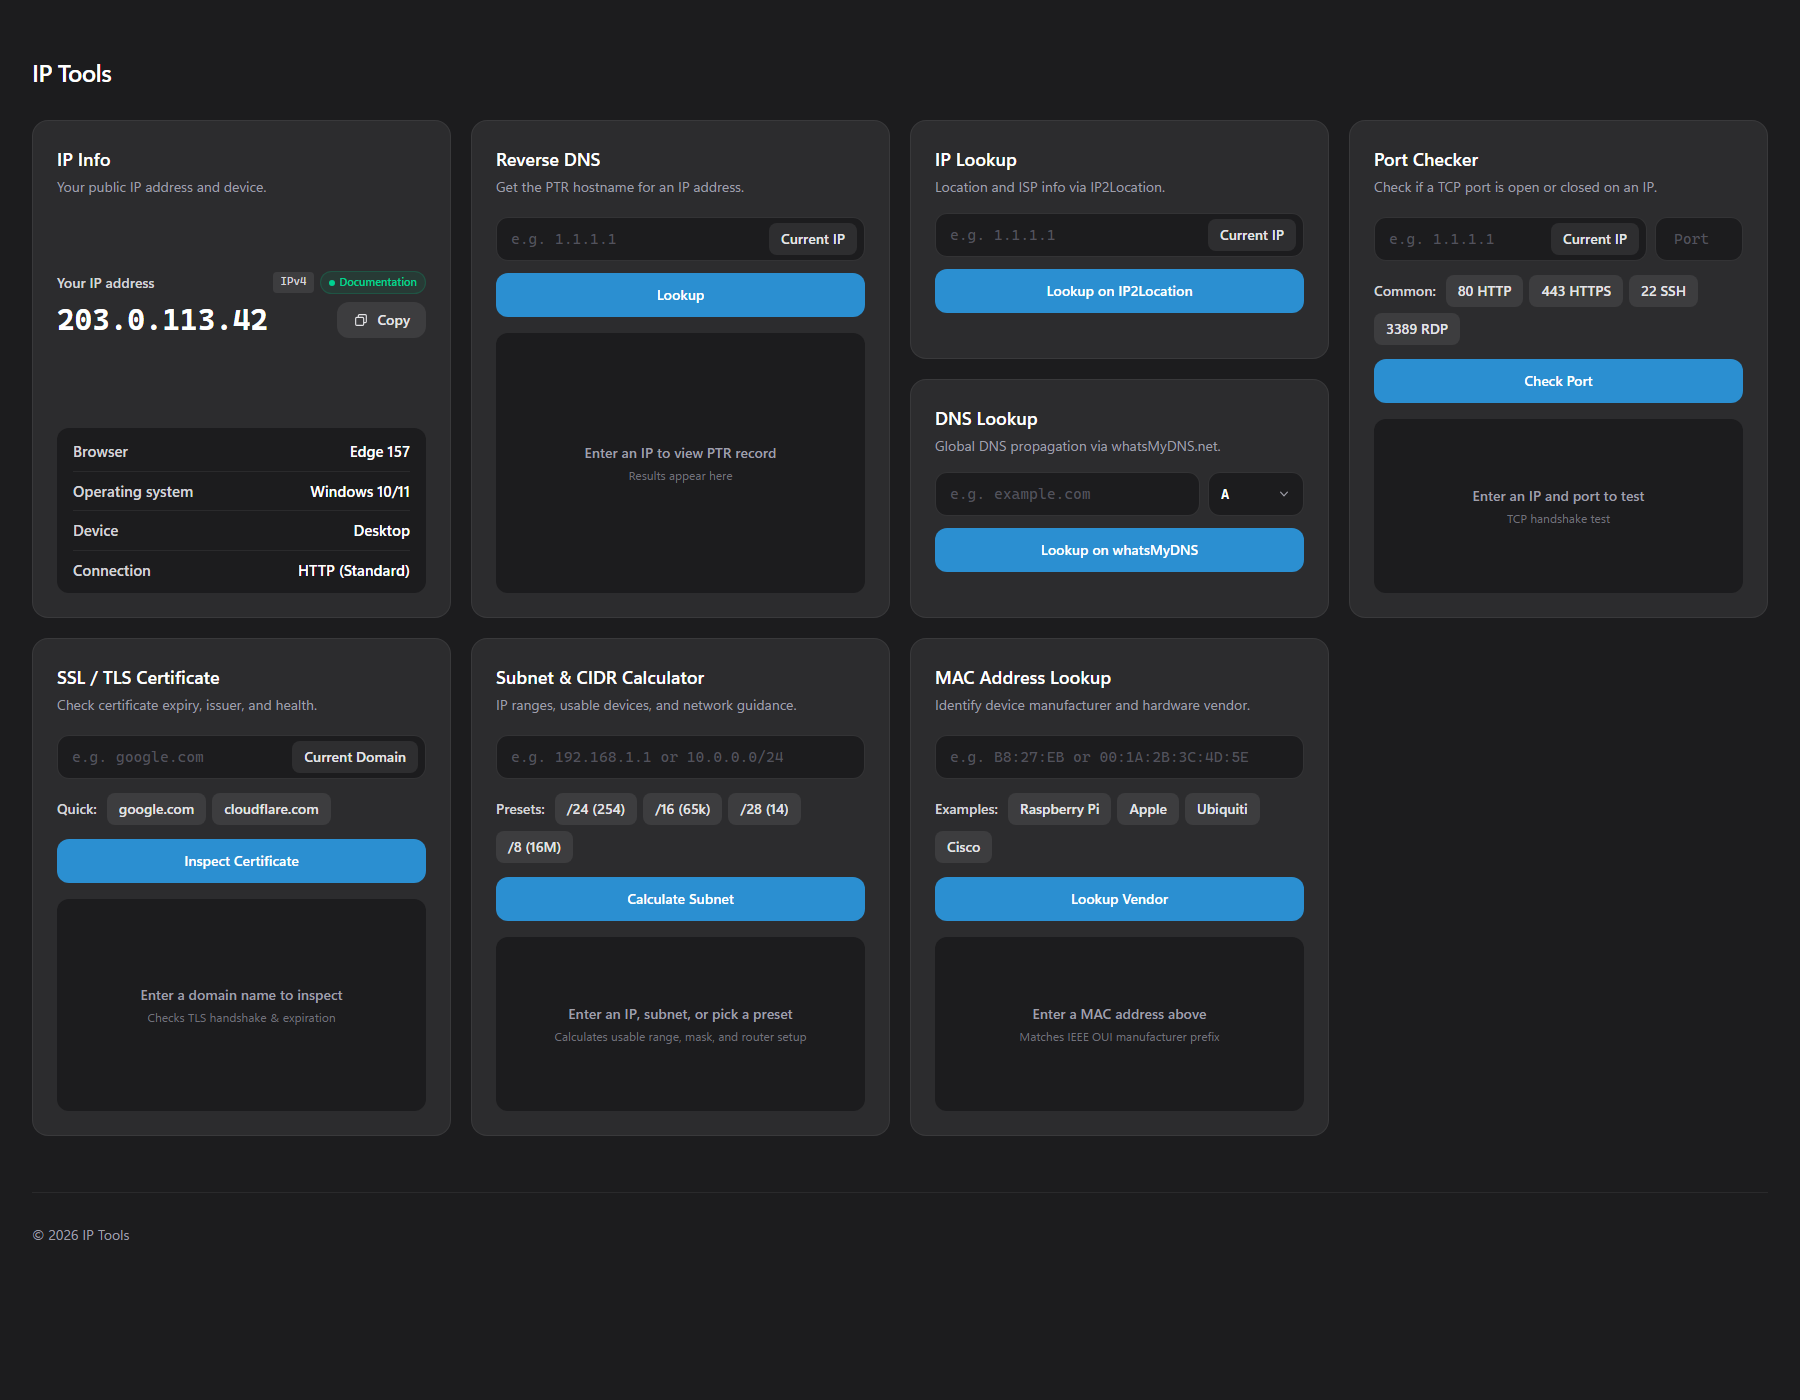 IP Tools
IP Info
Your public IP address and device.
Your IP address
IPv4
Documentation
203.0.113.42
Copy
Browser
Edge 157
Operating system
Windows 10/11
Device
Desktop
Connection
HTTP (Standard)
Reverse DNS
Get the PTR hostname for an IP address.
e.g. 1.1.1.1
Current IP
Lookup
Enter an IP to view PTR record
Results appear here
IP Lookup
Location and ISP info via IP2Location.
e.g. 1.1.1.1
Current IP
Lookup on IP2Location
DNS Lookup
Global DNS propagation via whatsMyDNS.net.
e.g. example.com
A
Lookup on whatsMyDNS
Port Checker
Check if a TCP port is open or closed on an IP.
e.g. 1.1.1.1
Current IP
Port
Common:
80 HTTP
443 HTTPS
22 SSH
3389 RDP
Check Port
Enter an IP and port to test
TCP handshake test
SSL / TLS Certificate
Check certificate expiry, issuer, and health.
e.g. google.com
Current Domain
Quick:
google.com
cloudflare.com
Inspect Certificate
Enter a domain name to inspect
Checks TLS handshake & expiration
Subnet & CIDR Calculator
IP ranges, usable devices, and network guidance.
e.g. 192.168.1.1 or 10.0.0.0/24
Presets:
/24 (254)
/16 (65k)
/28 (14)
/8 (16M)
Calculate Subnet
Enter an IP, subnet, or pick a preset
Calculates usable range, mask, and router setup
MAC Address Lookup
Identify device manufacturer and hardware vendor.
e.g. B8:27:EB or 00:1A:2B:3C:4D:5E
Examples:
Raspberry Pi
Apple
Ubiquiti
Cisco
Lookup Vendor
Enter a MAC address above
Matches IEEE OUI manufacturer prefix
© 2026 IP Tools